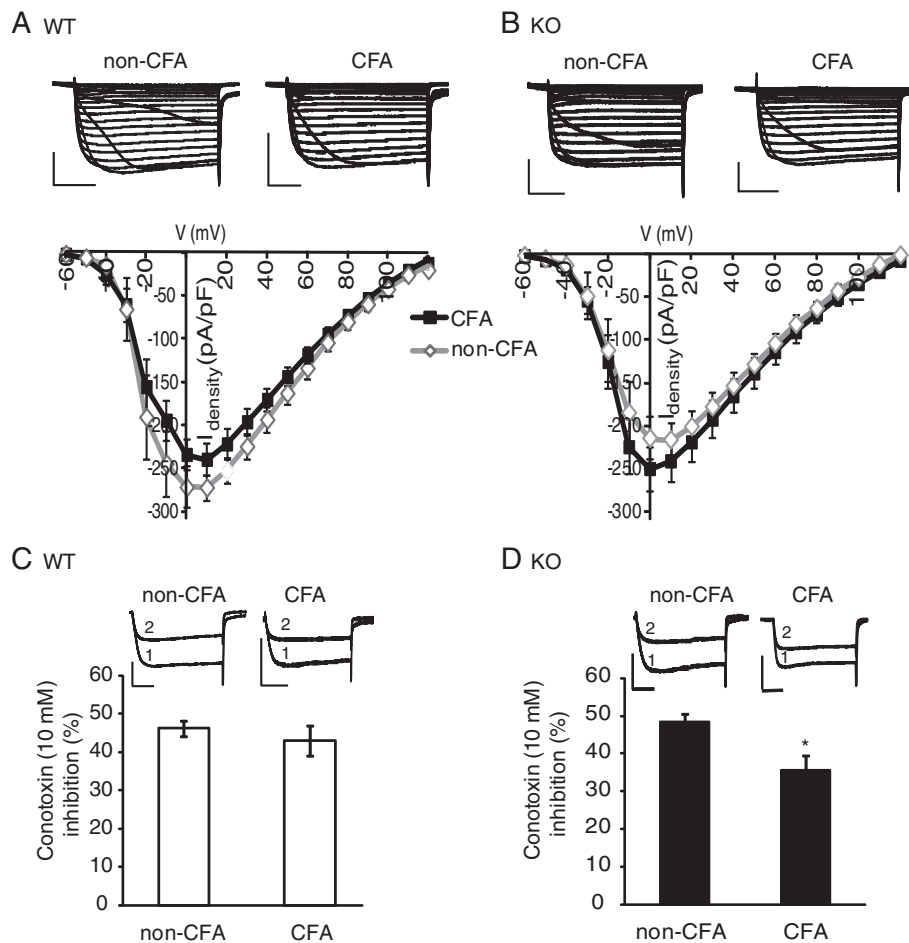 A WT
non-CFA CFA
V (mV)
-60 -40 -20 20 40 60 80 100
-50
-100
-150
-200
-250
-300
Idensity (pA/pF)
CFA
non-CFA
B KO
non-CFA CFA
V (mV)
-60 -40 -20 20 40 60 80 100
-50
-100
-150
-200
-250
-300
Idensity (pA/pF)
C WT
non-CFA CFA
2 2
1 1
Conotoxin (10 mM)
inhibition (%)
60
50
40
30
20
10
0
non-CFA CFA
D KO
non-CFA CFA
2 2
1 1
Conotoxin (10 mM)
inhibition (%)
60
50
40
30
20
10
0
*
non-CFA CFA